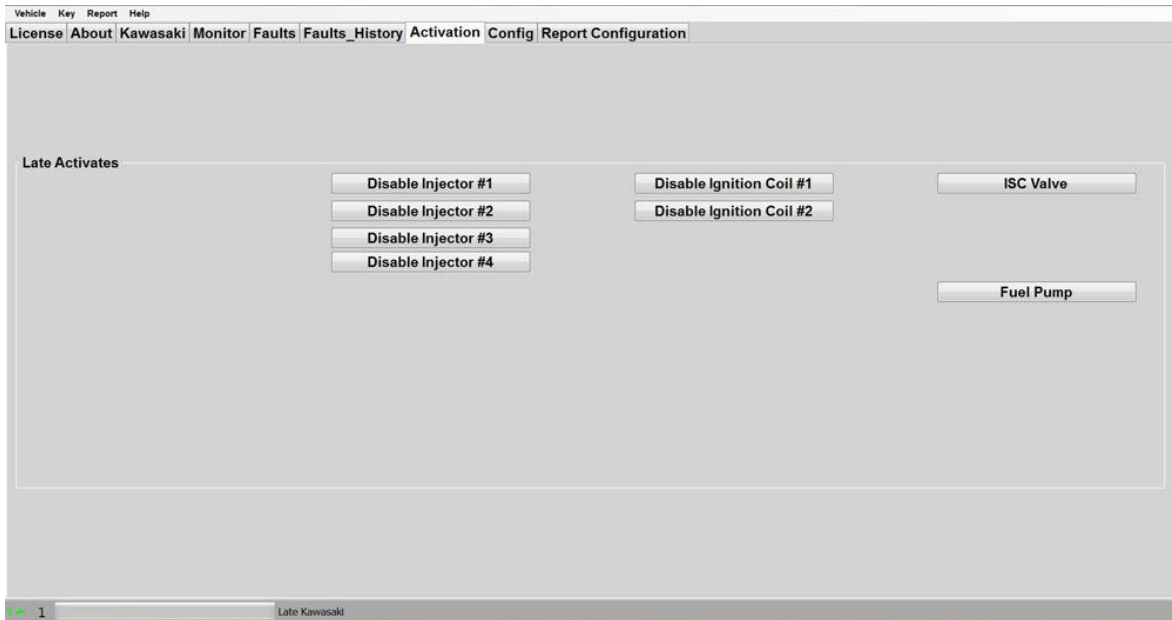 Vehicle Key Report Help
License About Kawasaki Monitor Faults Faults_History Activation Config Report Configuration
Late Activates
Disable Injector #1 Disable Ignition Coil #1 ISC Valve
Disable Injector #2 Disable Ignition Coil #2
Disable Injector #3
Disable Injector #4
Fuel Pump
1 Late Kawasaki